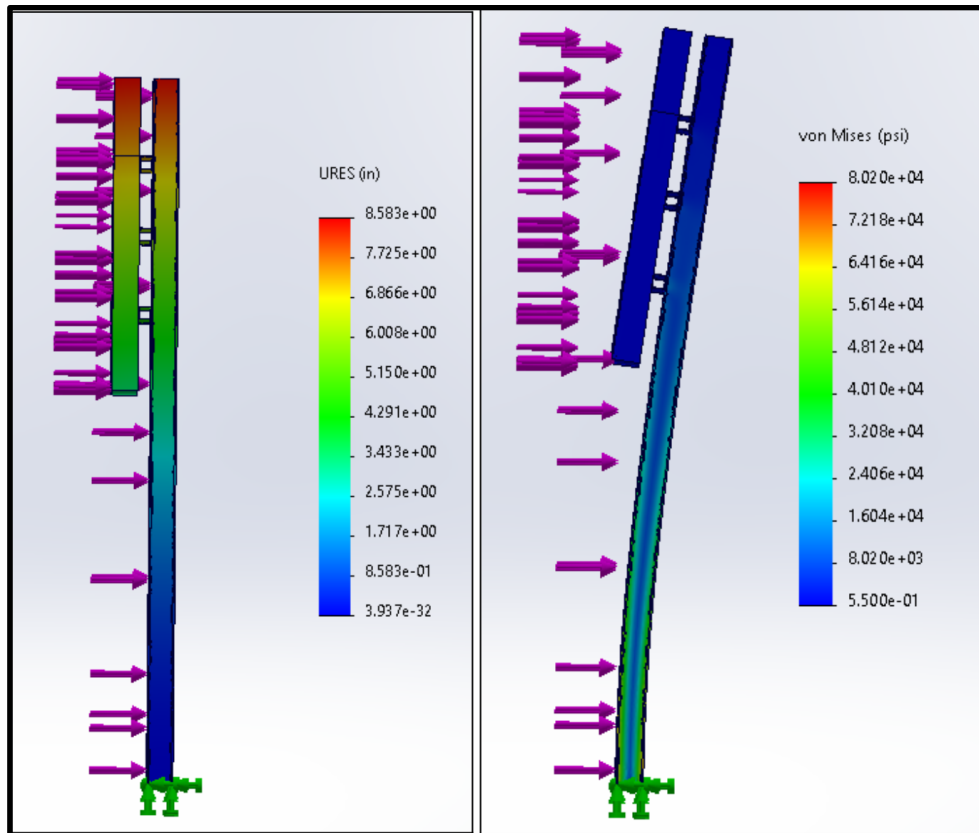 URES (in)
8.583e+00
7.725e+00
6.866e+00
6.008e+00
5.150e+00
4.291e+00
3.433e+00
2.575e+00
1.717e+00
8.583e-01
3.937e-32
von Mises (psi)
8.020e+04
7.218e+04
6.416e+04
5.614e+04
4.812e+04
4.010e+04
3.208e+04
2.406e+04
1.604e+04
8.020e+03
5.500e-01